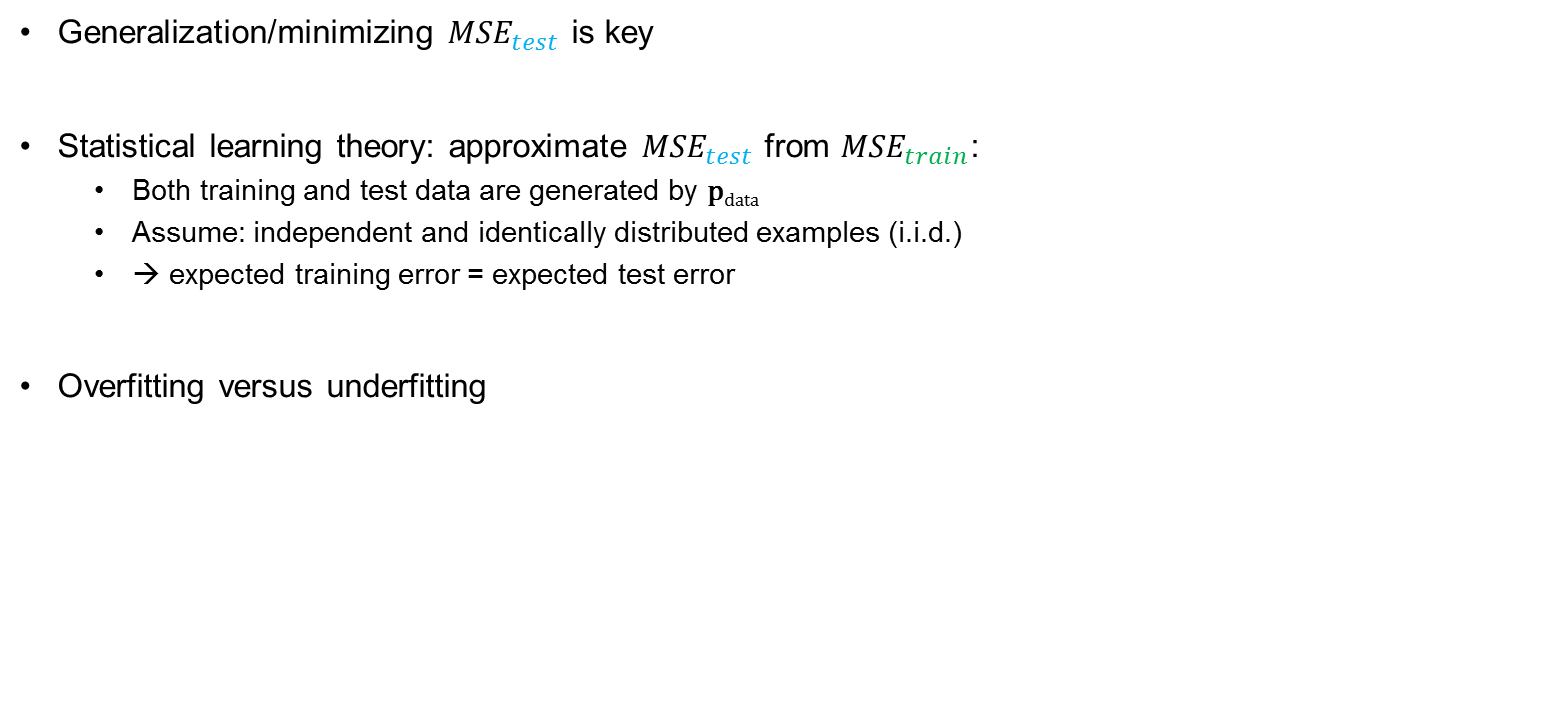 • Generalization/minimizing MSE_test is key
• Statistical learning theory: approximate MSE_test from MSE_train:
• Both training and test data are generated by p_data
• Assume: independent and identically distributed examples (i.i.d.)
• → expected training error = expected test error
• Overfitting versus underfitting